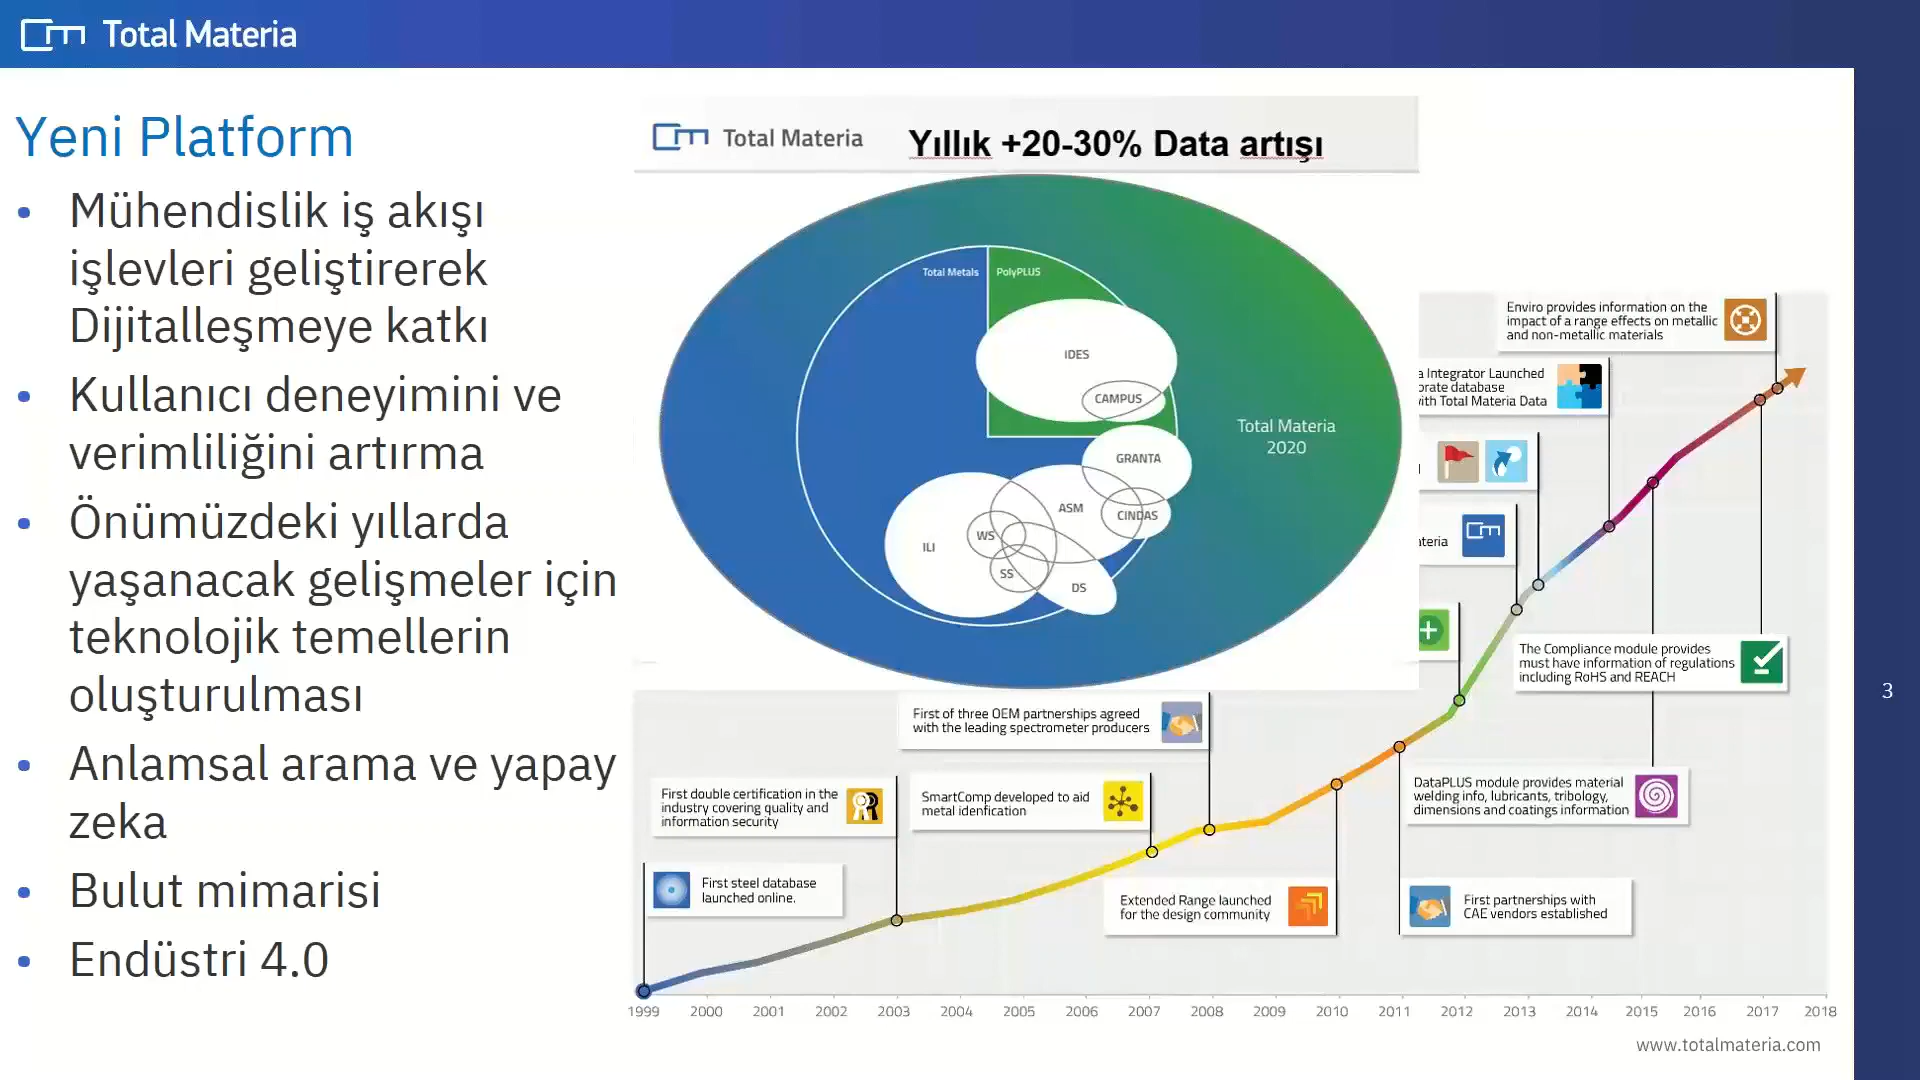 Total Materia
Yeni Platform
• Mühendislik iş akışı
işlevleri geliştirerek
Dijitalleşmeye katkı
• Kullanıcı deneyimini ve
verimliliğini artırma
• Önümüzdeki yıllarda
yaşanacak gelişmeler için
teknolojik temellerin
oluşturulması
• Anlamsal arama ve yapay
zeka
• Bulut mimarisi
• Endüstri 4.0
Total Materia Yıllık +20-30% Data artışı
Total Metals PolyPLUS
IDES
CAMPUS
Total Materia
2020
GRANTA
ASM
CINDAS
WS
ILI
SS
DS
Enviro provides information on the
impact of a range effects on metallic
and non-metallic materials
a Integrator Launched
orate database
with Total Materia Data
The Compliance module provides
must have information of regulations
including RoHS and REACH
First of three OEM partnerships agreed
with the leading spectrometer producers
First double certification in the
industry covering quality and
information security
SmartComp developed to aid
metal idenfication
DataPLUS module provides material
welding info, lubricants, tribology,
dimensions and coatings information
First steel database
launched online.
Extended Range launched
for the design community
First partnerships with
CAE vendors established
1999 2000 2001 2002 2003 2004 2005 2006 2007 2008 2009 2010 2011 2012 2013 2014 2015 2016 2017 2018
www.totalmateria.com
3